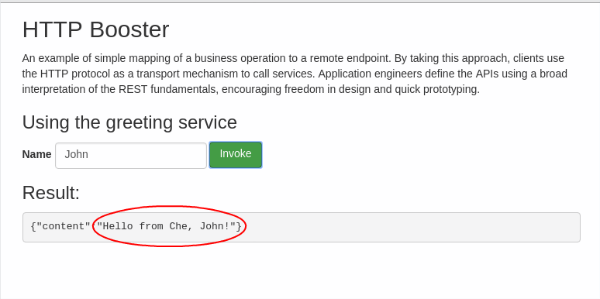 HTTP Booster
An example of simple mapping of a business operation to a remote endpoint. By taking this approach, clients use
the HTTP protocol as a transport mechanism to call services. Application engineers define the APIs using a broad
interpretation of the REST fundamentals, encouraging freedom in design and quick prototyping.
Using the greeting service
Name John Invoke
Result:
{"content":"Hello from Che, John!"}